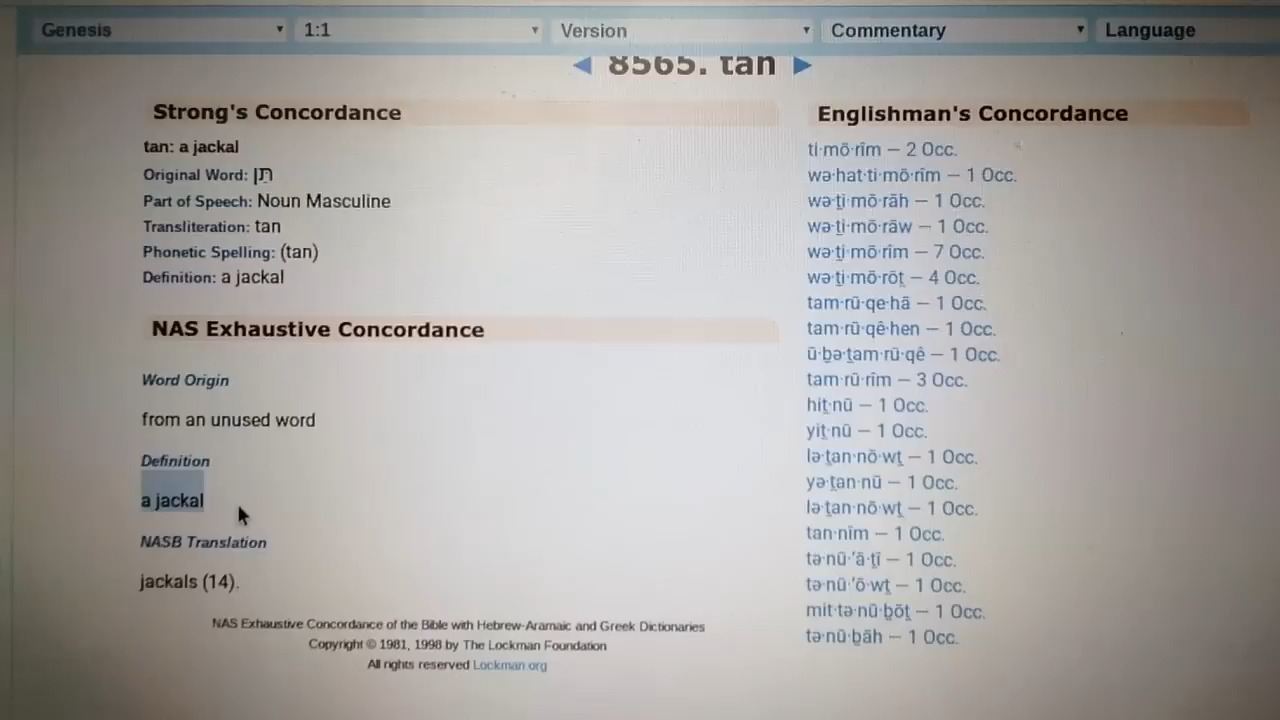 Genesis
1:1
Version
Commentary
Language
8565. tan
Strong's Concordance
tan: a jackal
Original Word: תַּן
Part of Speech: Noun Masculine
Transliteration: tan
Phonetic Spelling: (tan)
Definition: a jackal
NAS Exhaustive Concordance
Word Origin
from an unused word
Definition
a jackal
NASB Translation
jackals (14).
NAS Exhaustive Concordance of the Bible with Hebrew-Aramaic and Greek Dictionaries
Copyright © 1981, 1998 by The Lockman Foundation
All rights reserved Lockman.org
Englishman's Concordance
ti·mō·rîm — 2 Occ.
wə·hat·ti·mō·rîm — 1 Occ.
wə·ṯi·mō·rāh — 1 Occ.
wə·ṯi·mō·rāw — 1 Occ.
wə·ṯi·mō·rîm — 7 Occ.
wə·ṯi·mō·rōṯ — 4 Occ.
tam·rū·qe·hā — 1 Occ.
tam·rū·qê·hen — 1 Occ.
ū·ḇə·ṯam·rū·qê — 1 Occ.
tam·rū·rîm — 3 Occ.
hiṯ·nū — 1 Occ.
yiṯ·nū — 1 Occ.
lə·ṯan·nō·wṯ — 1 Occ.
yə·ṯan·nū — 1 Occ.
lə·ṯan·nō·wṯ — 1 Occ.
tan·nîm — 1 Occ.
tə·nū·'ā·ṯî — 1 Occ.
tə·nū·'ō·wṯ — 1 Occ.
mit·tə·nū·ḇōṯ — 1 Occ.
tə·nū·ḇāh — 1 Occ.